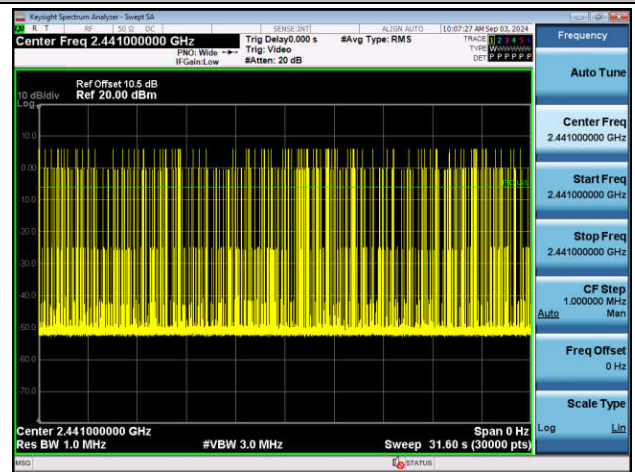 Keysight Spectrum Analyzer - Swept SA
R T RF 50 Ω DC SENSE:INT ALIGN AUTO 10:07:27 AM Sep 03, 2024
Center Freq 2.441000000 GHz
PNO: Wide
IFGain:Low
Trig Delay0.000 s
Trig: Video
#Atten: 20 dB
#Avg Type: RMS
TRACE 1 2 3 4 5 6
TYPE WWWWWW
DET P P P P P P
Ref Offset 10.5 dB
10 dB/div Ref 20.00 dBm
Log
10.0
0.00
-10.0
-20.0
-30.0
-40.0
-50.0
-60.0
-70.0
Center 2.441000000 GHz Span 0 Hz
Res BW 1.0 MHz #VBW 3.0 MHz Sweep 31.60 s (30000 pts)
MSG STATUS
Frequency
Auto Tune
Center Freq
2.441000000 GHz
Start Freq
2.441000000 GHz
Stop Freq
2.441000000 GHz
CF Step
1.000000 MHz
Auto Man
Freq Offset
0 Hz
Scale Type
Log Lin